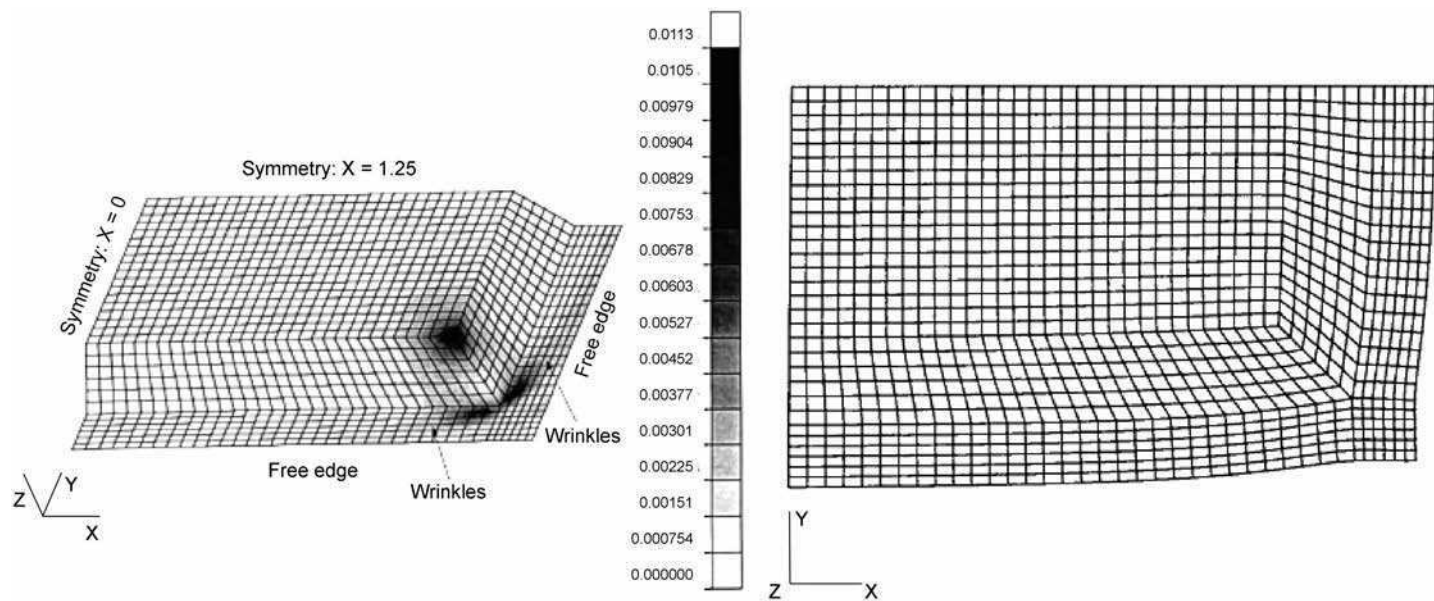 Symmetry: X = 1.25
Symmetry: X = 0
Free edge
Wrinkles
Free edge
Wrinkles
Z
Y
X
0.0113
0.0105
0.00979
0.00904
0.00829
0.00753
0.00678
0.00603
0.00527
0.00452
0.00377
0.00301
0.00225
0.00151
0.000754
0.000000
Y
Z
X